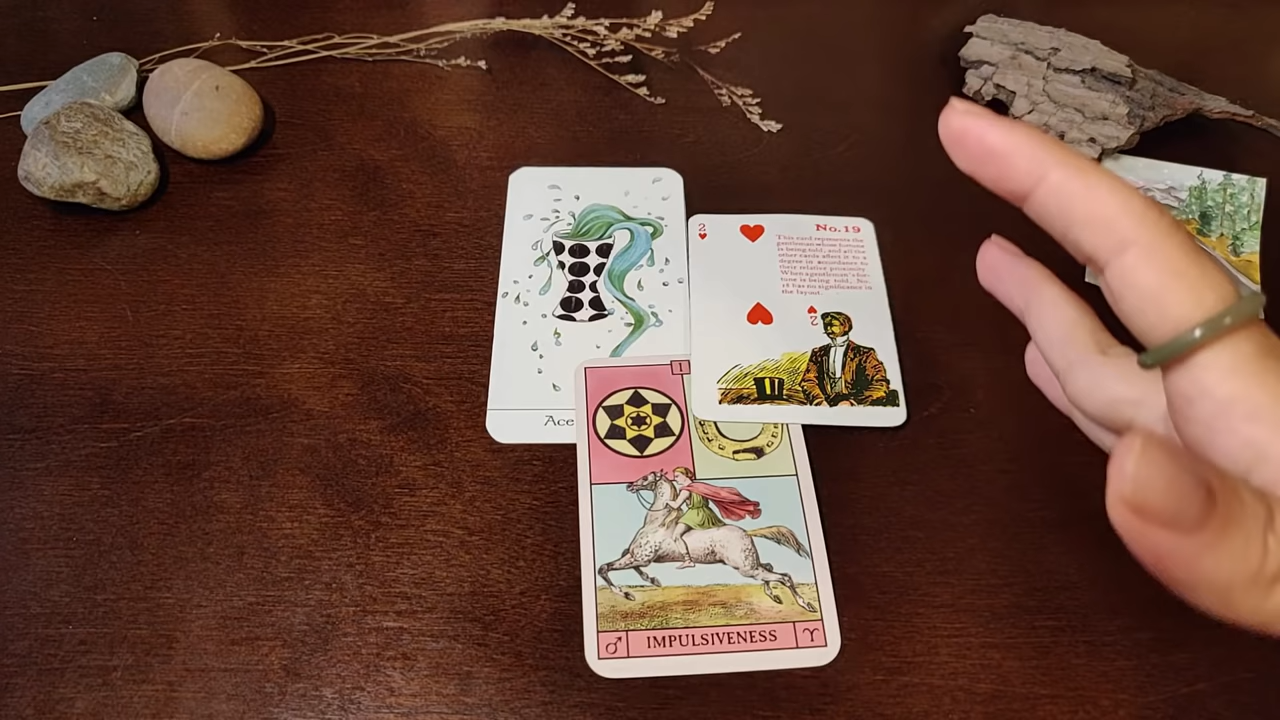 2
No.19
This card represents the
gentleman whose fortune
is being told, and all the
other cards affect it to a
degree in accordance to
their relative proximity.
When a gentleman's for-
tune is being told, No.
has no significance in
the layout.
2
Ace
1
IMPULSIVENESS